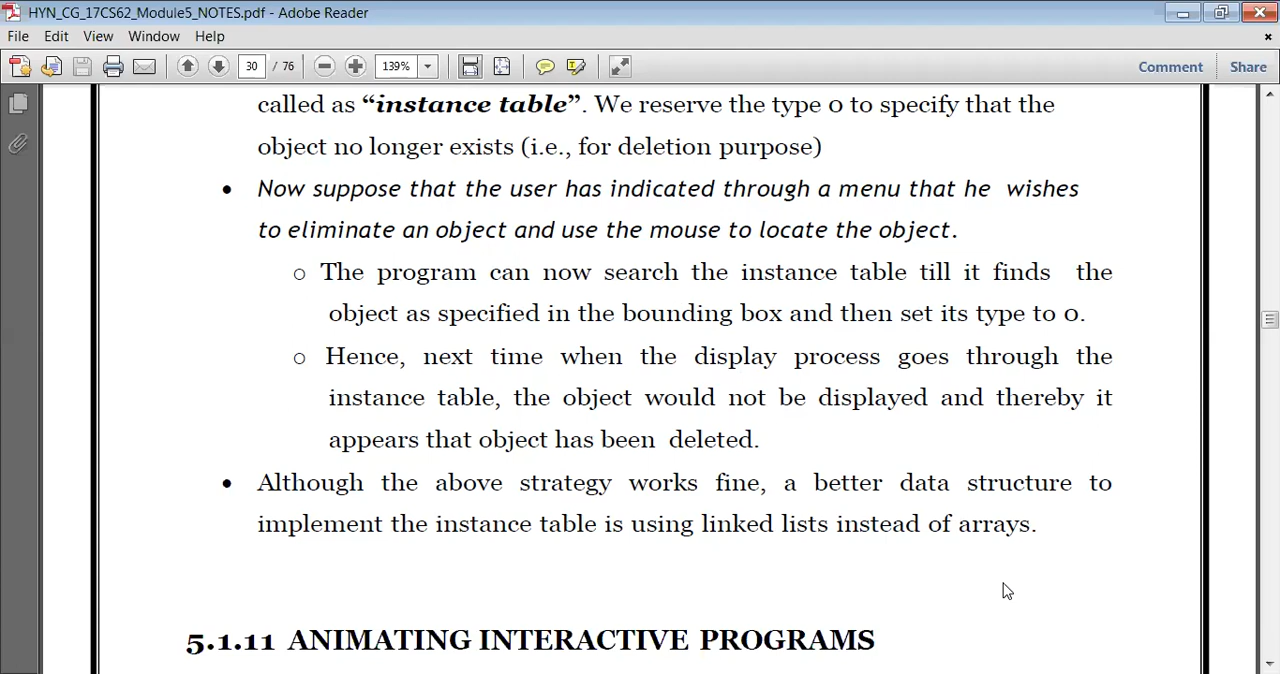 HYN_CG_17CS62_Module5_NOTES.pdf - Adobe Reader
File Edit View Window Help
30 / 76 139% Comment Share
called as “instance table”. We reserve the type 0 to specify that the
object no longer exists (i.e., for deletion purpose)
• Now suppose that the user has indicated through a menu that he wishes
to eliminate an object and use the mouse to locate the object.
o The program can now search the instance table till it finds the
object as specified in the bounding box and then set its type to 0.
o Hence, next time when the display process goes through the
instance table, the object would not be displayed and thereby it
appears that object has been deleted.
• Although the above strategy works fine, a better data structure to
implement the instance table is using linked lists instead of arrays.
5.1.11 ANIMATING INTERACTIVE PROGRAMS